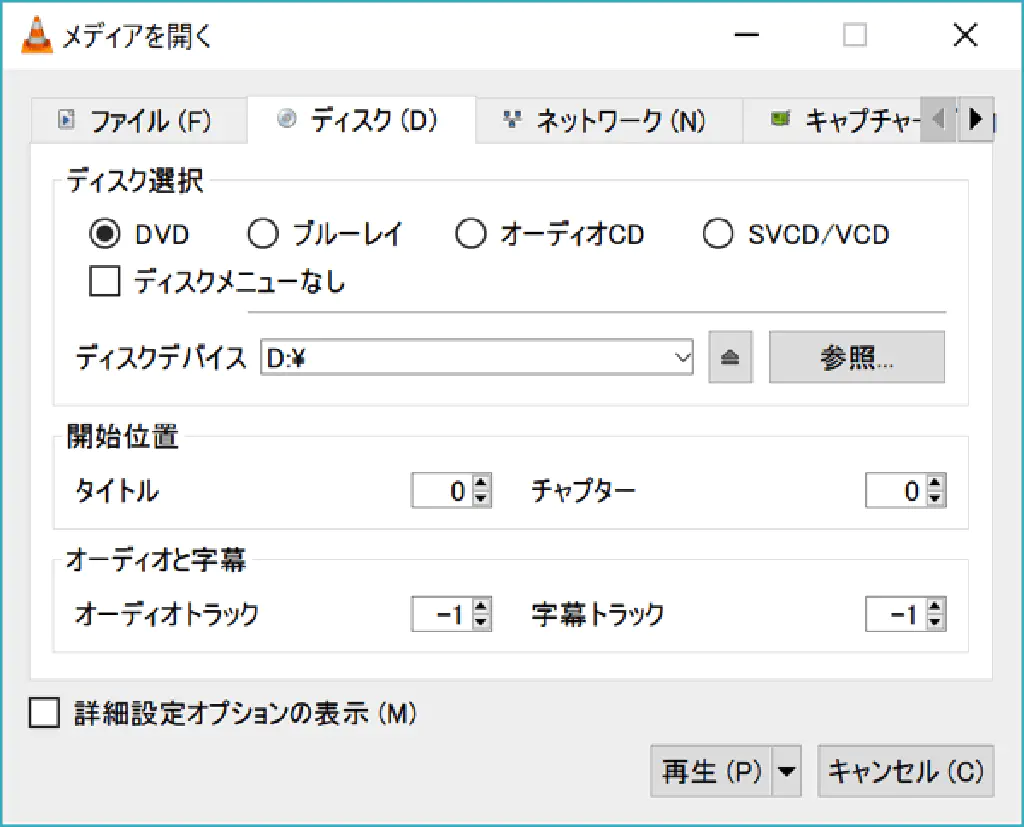 メディアを開く
ファイル (F) ディスク (D) ネットワーク (N) キャプチャー
ディスク選択
DVD ブルーレイ オーディオCD SVCD/VCD
ディスクメニューなし
ディスクデバイス D:¥ 参照...
開始位置
タイトル 0 チャプター 0
オーディオと字幕
オーディオトラック -1 字幕トラック -1
詳細設定オプションの表示 (M)
再生 (P) キャンセル (C)